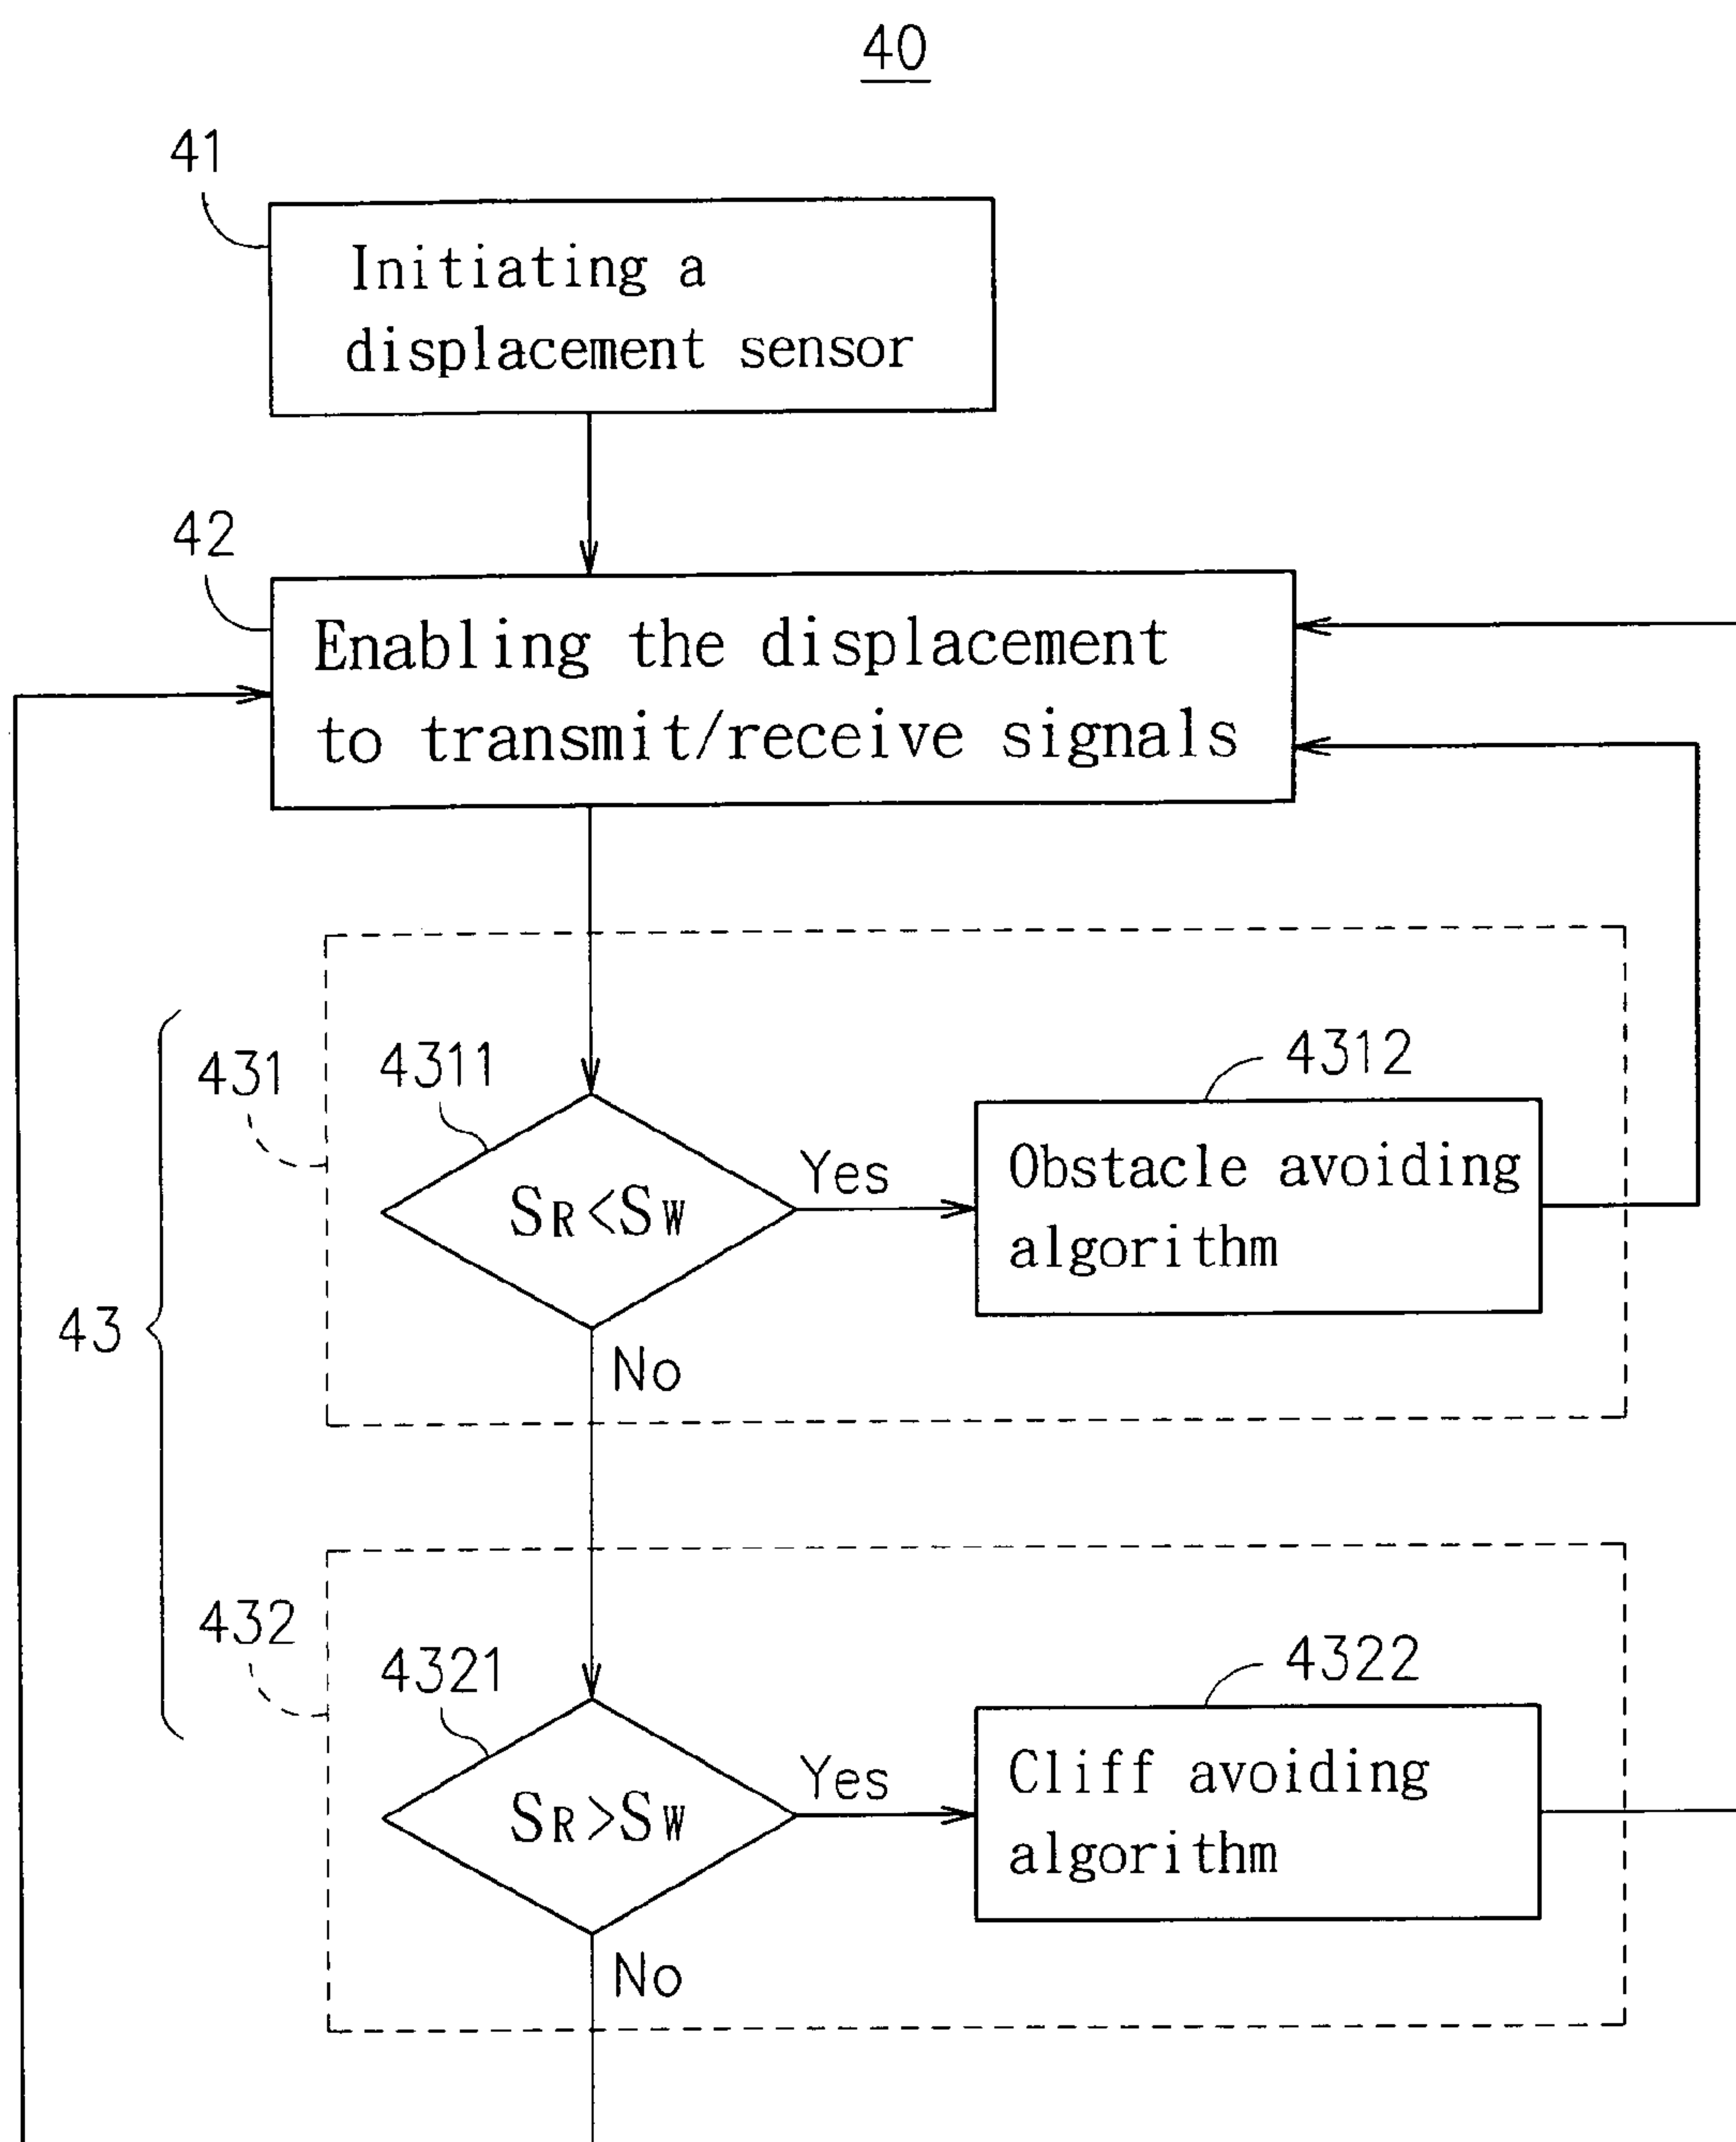 40
41
Initiating a
displacement sensor
42
Enabling the displacement
to transmit/receive signals
43
431
4311
SR<SW
Yes
4312
Obstacle avoiding
algorithm
No
432
4321
SR>SW
Yes
4322
Cliff avoiding
algorithm
No